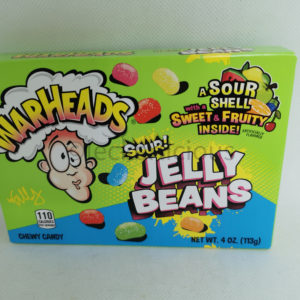 WARHEADS
A SOUR
SHELL
with a
SWEET & FRUITY
INSIDE!
ARTIFICIALLY
FLAVORED
SOUR!
JELLY
BEANS
110
CALORIES
CHEWY CANDY
NET WT. 4 OZ. (113g)